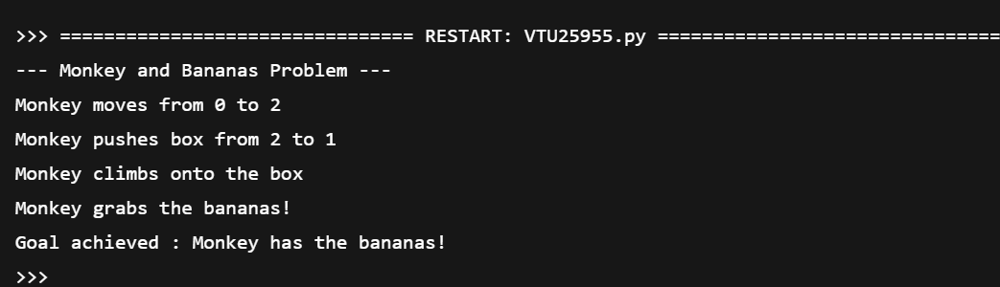 >>> ================================ RESTART: VTU25955.py ===============================
--- Monkey and Bananas Problem ---
Monkey moves from 0 to 2
Monkey pushes box from 2 to 1
Monkey climbs onto the box
Monkey grabs the bananas!
Goal achieved : Monkey has the bananas!
>>>